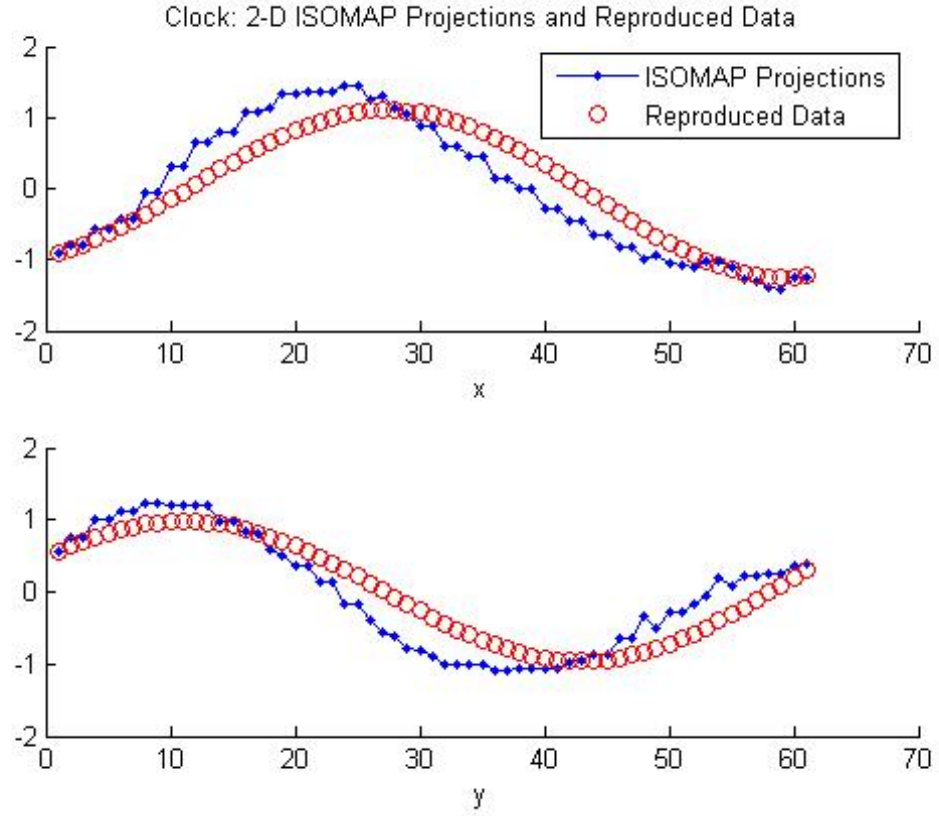 Clock: 2-D ISOMAP Projections and Reproduced Data
ISOMAP Projections
Reproduced Data
2
1
0
-1
-2
0 10 20 30 40 50 60 70
x
2
1
0
-1
-2
0 10 20 30 40 50 60 70
y